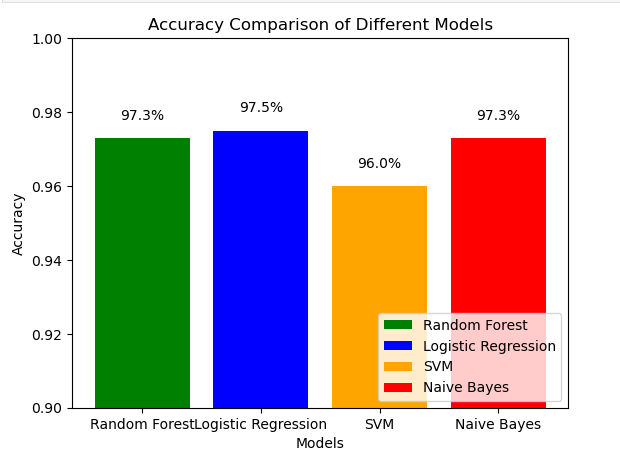 Accuracy Comparison of Different Models
1.00
0.98
0.96
0.94
0.92
0.90
Accuracy
97.3%
97.5%
96.0%
97.3%
Random Forest
Logistic Regression
SVM
Naive Bayes
Random Forest
Logistic Regression
SVM
Naive Bayes
Models